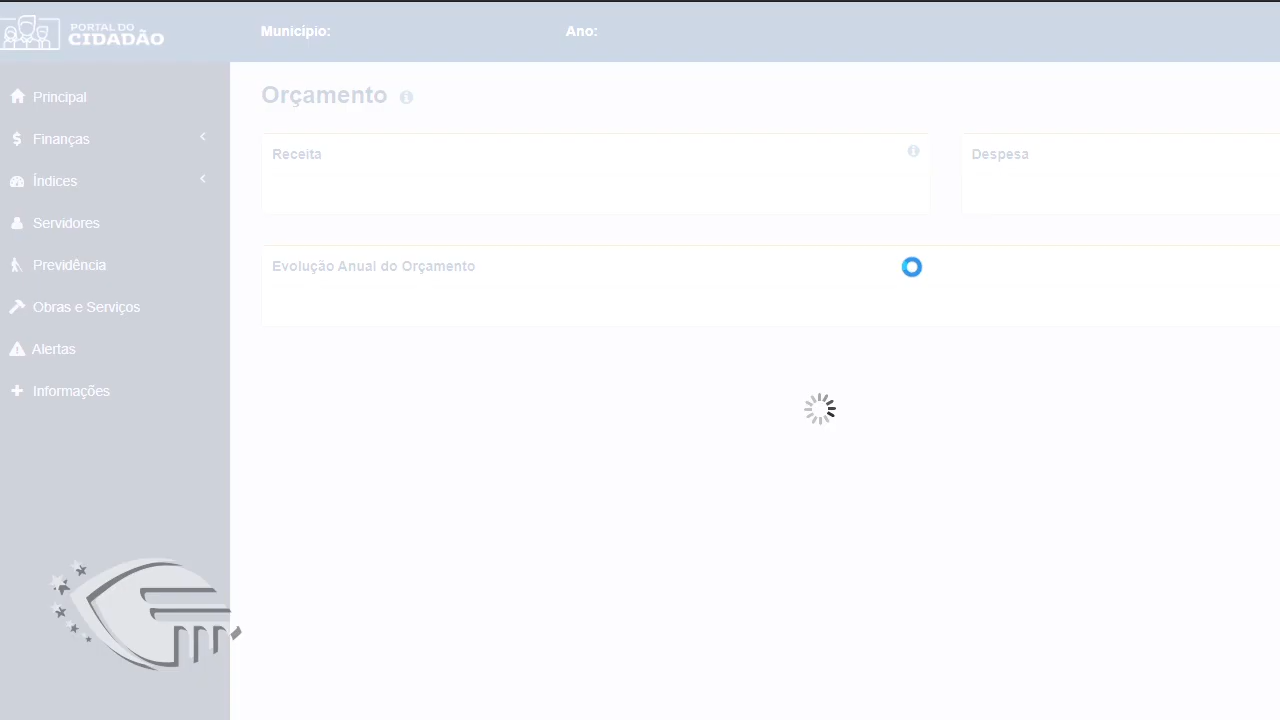 PORTAL DO
CIDADÃO
Município:
Ano:
Principal
Finanças
Índices
Servidores
Previdência
Obras e Serviços
Alertas
Informações
Orçamento
Receita
Despesa
Evolução Anual do Orçamento